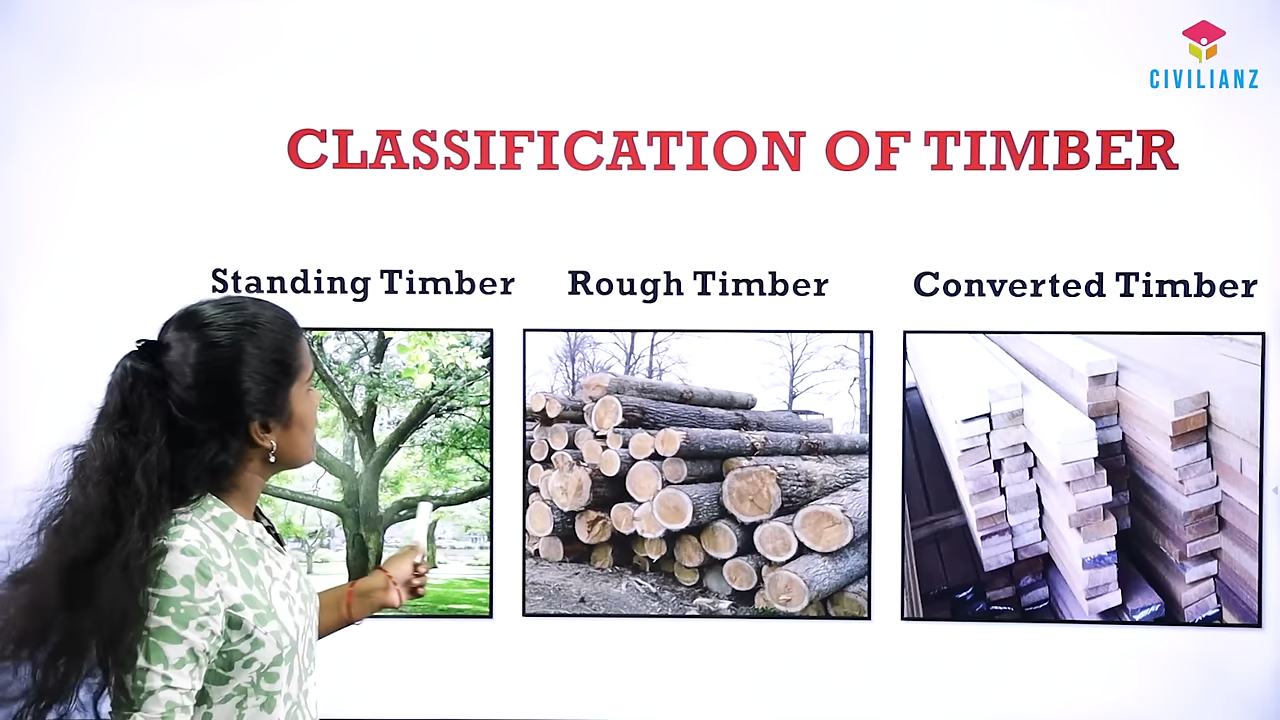 CIVILIANZ
CLASSIFICATION OF TIMBER
Standing Timber
Rough Timber
Converted Timber